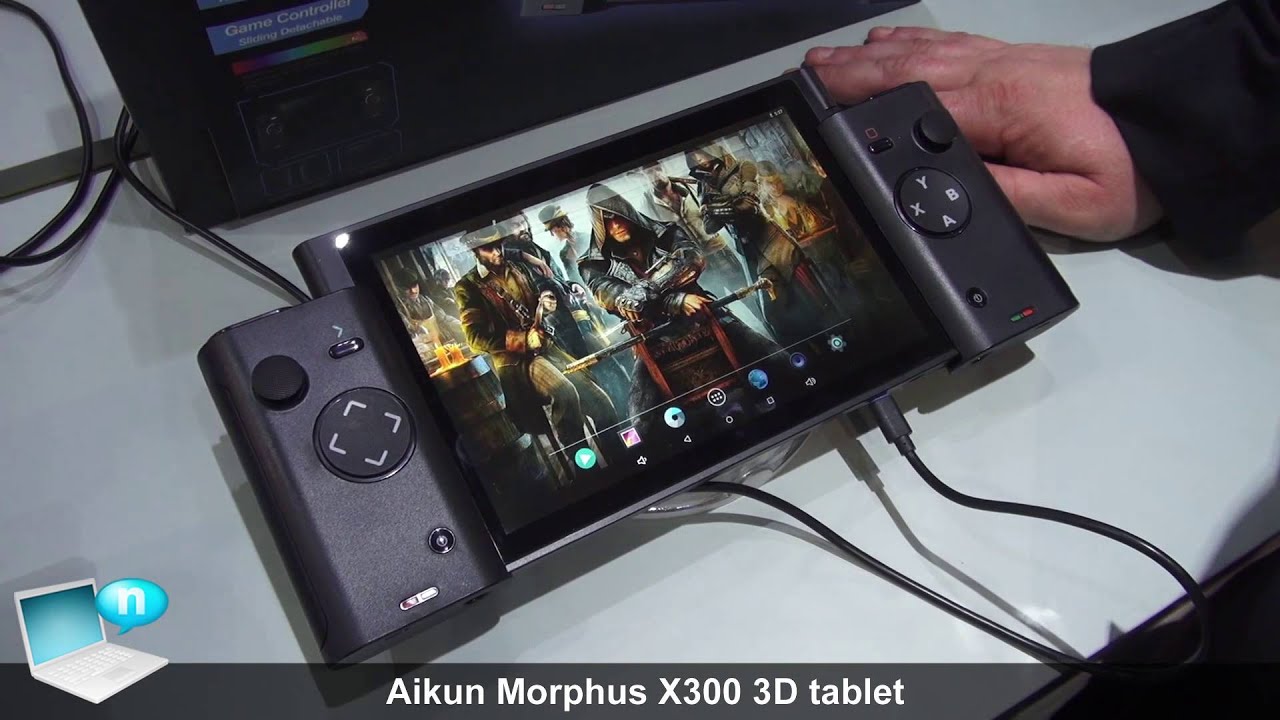 Game Controller
Sliding Detachable
Y
X
B
A
n
Aikun Morphus X300 3D tablet